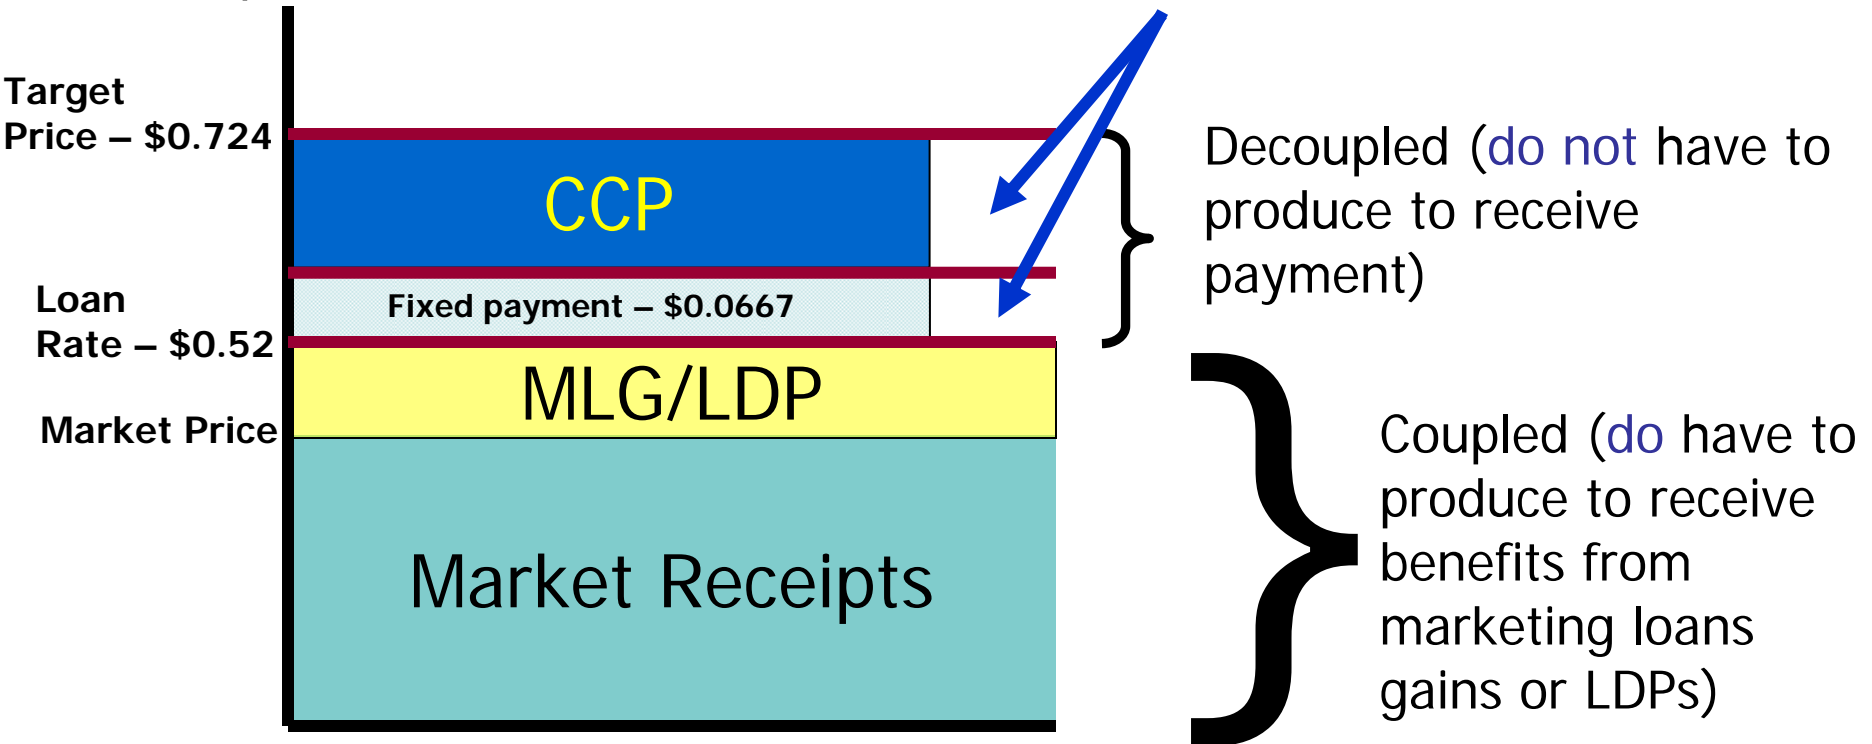 Target
Price – $0.724
CCP
Decoupled (do not have to
produce to receive
payment)
Loan
Rate – $0.52
Fixed payment – $0.0667
MLG/LDP
Market Price
Market Receipts
Coupled (do have to
produce to receive
benefits from
marketing loans
gains or LDPs)